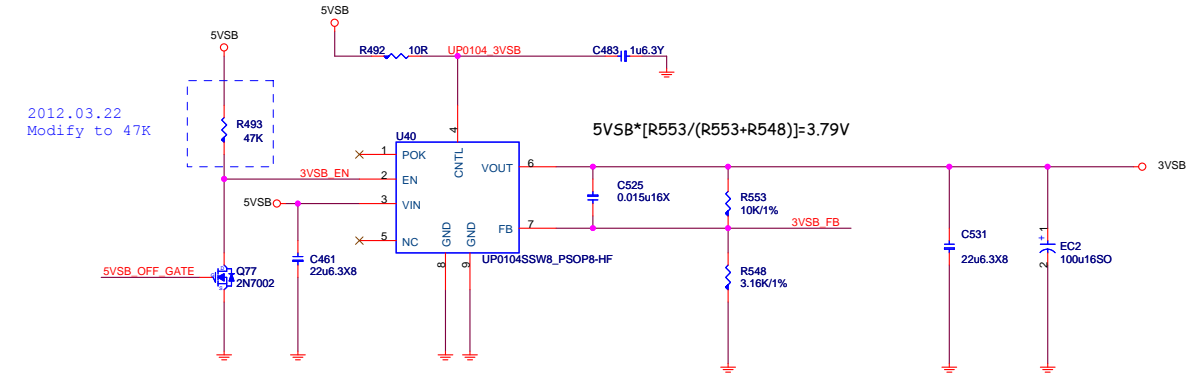 5VSB
5VSB
R492
10R
UP0104_3VSB
C483
1u6.3Y
2012.03.22
Modify to 47K
R493
47K
5VSB*[R553/(R553+R548)]=3.79V
U40
4
1
POK
CNTL
VOUT
6
3VSB
3VSB_EN
2
EN
C525
0.015u16X
R553
10K/1%
5VSB
3
VIN
GND
GND
FB
7
3VSB_FB
5
NC
C531
22u6.3X8
1
+
EC2
100u16SO
2
UP0104SSW8_PSOP8-HF
8
9
C461
22u6.3X8
R548
3.16K/1%
5VSB_OFF_GATE
Q77
2N7002